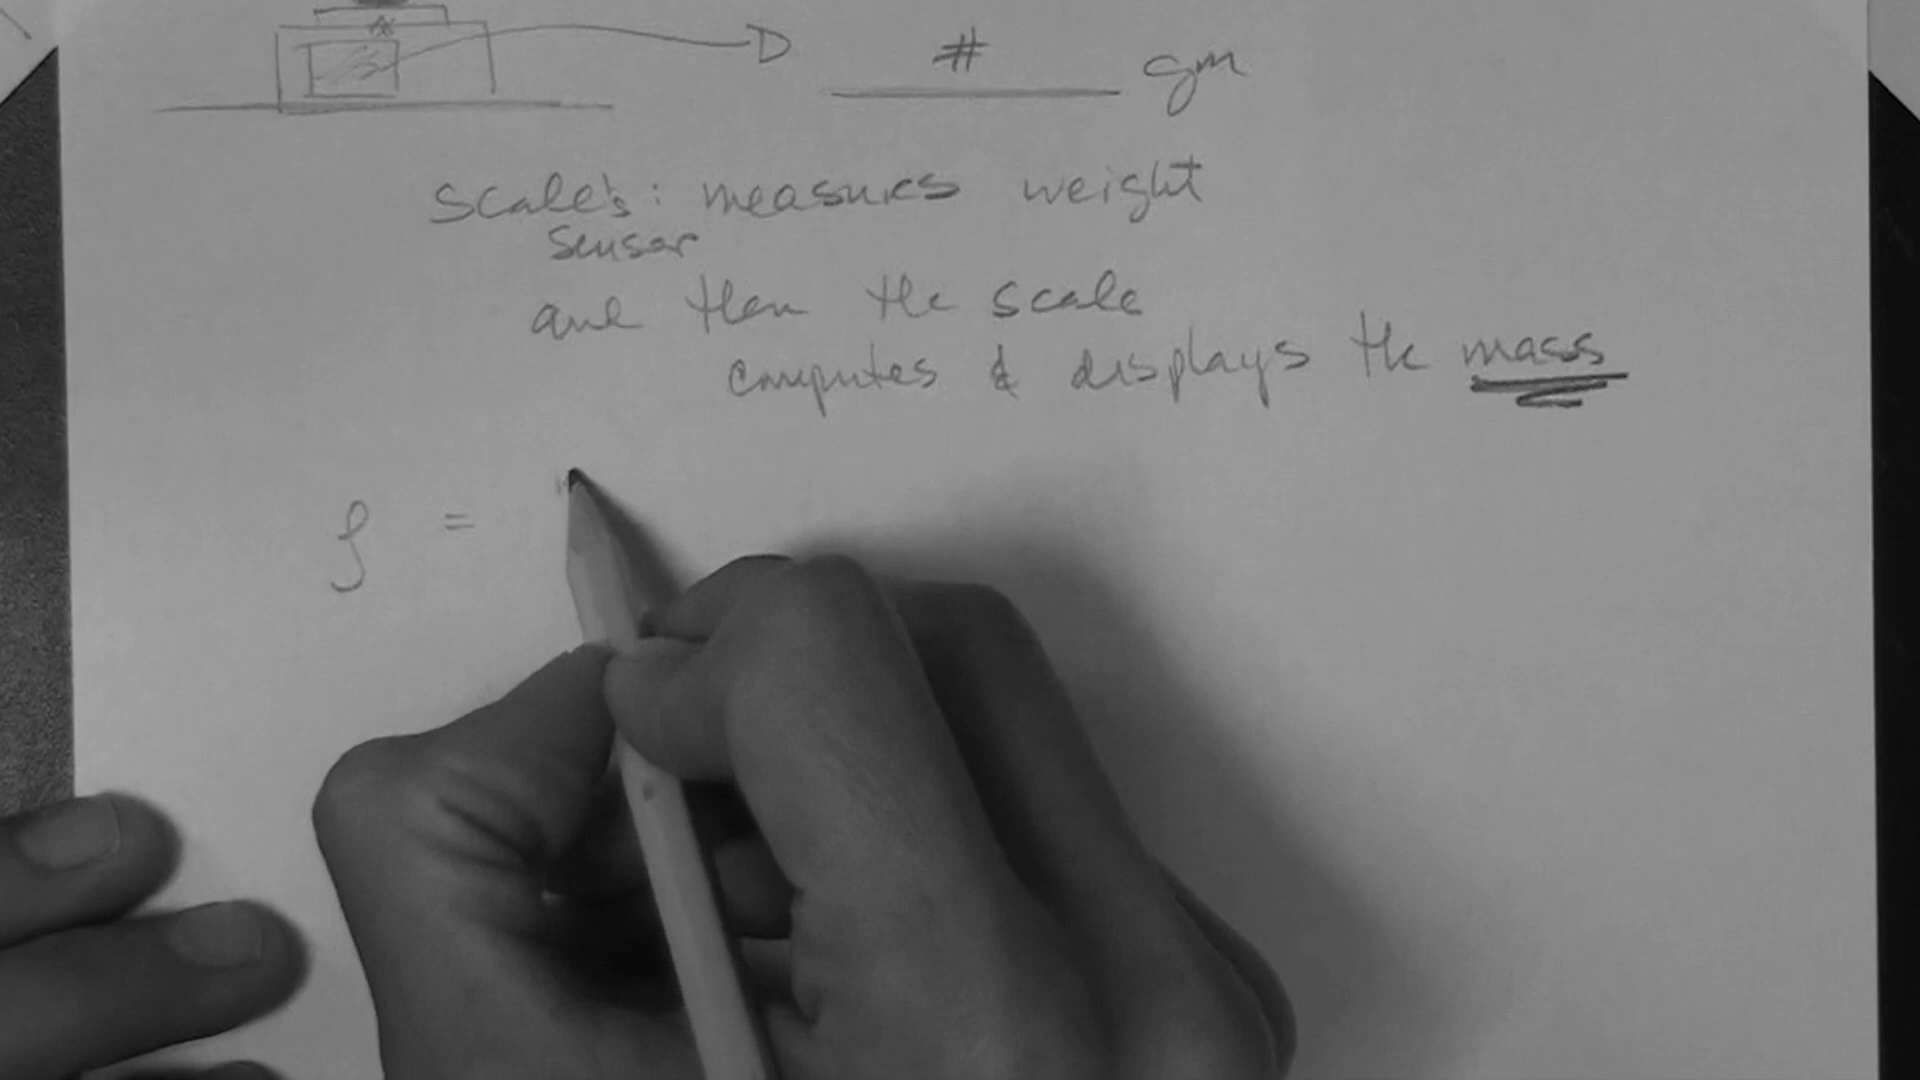 # gm
Scale's: measures weight
sensor
and then the scale
computes & displays the mass
ρ =